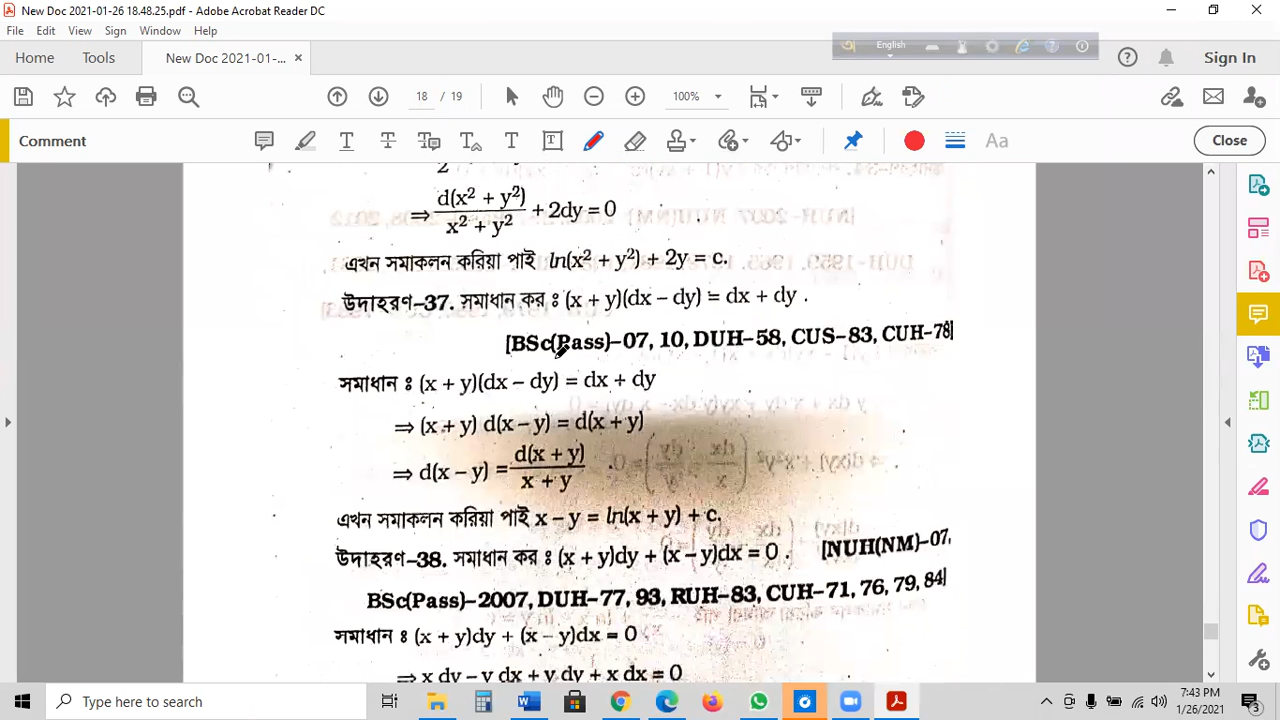 New Doc 2021-01-26 18.48.25.pdf - Adobe Acrobat Reader DC
File Edit View Sign Window Help
Home Tools New Doc 2021-01-... × English Sign In
18 / 19 100%
Comment Aa Close
2
⇒ d(x² + y²) / x² + y² + 2dy = 0
এখন সমাকলন করিয়া পাই ln(x² + y²) + 2y = c.
উদাহরণ–37. সমাধান কর ঃ (x + y)(dx – dy) = dx + dy .
[BSc(Pass)–07, 10, DUH–58, CUS–83, CUH–78]
সমাধান ঃ (x + y)(dx – dy) = dx + dy
⇒ (x + y) d(x – y) = d(x + y)
⇒ d(x – y) = d(x + y) / x + y .
এখন সমাকলন করিয়া পাই x – y = ln(x + y) + c.
উদাহরণ–38. সমাধান কর ঃ (x + y)dy + (x – y)dx = 0 . [NUH(NM)–07,
BSc(Pass)–2007, DUH–77, 93, RUH–83, CUH–71, 76, 79, 84]
সমাধান ঃ (x + y)dy + (x – y)dx = 0
⇒ x dy – y dx + y dy + x dx = 0
Type here to search
7:43 PM
1/26/2021
3